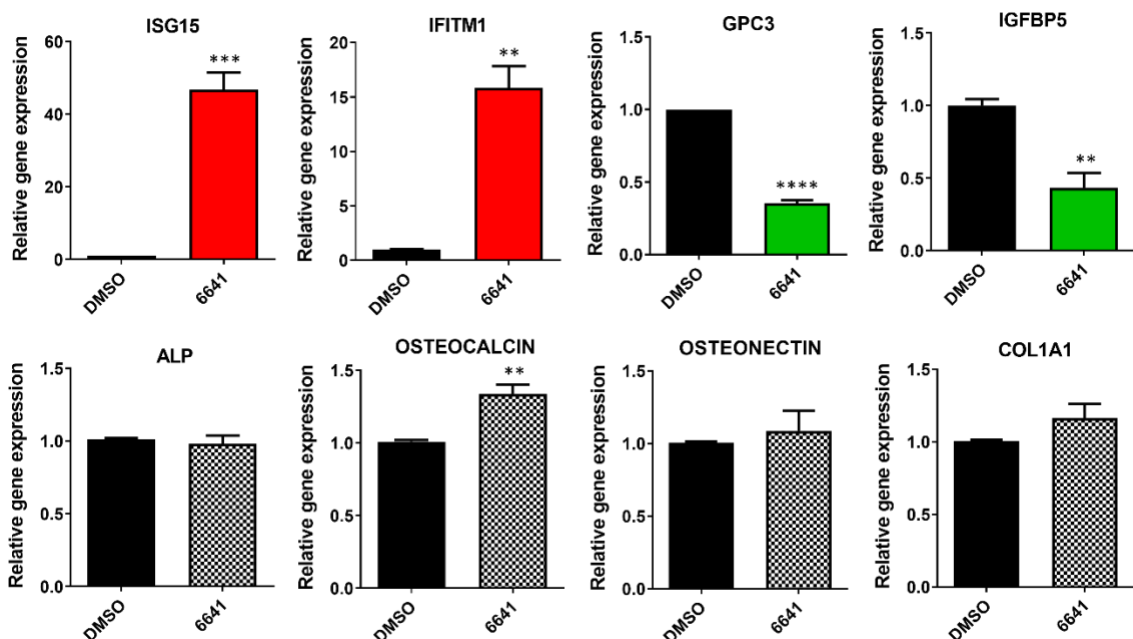 ISG15
Relative gene expression
60
40
20
0
***
DMSO
6641
IFITM1
Relative gene expression
20
15
10
5
0
**
DMSO
6641
GPC3
Relative gene expression
1.5
1.0
0.5
0.0
****
DMSO
6641
IGFBP5
Relative gene expression
1.5
1.0
0.5
0.0
**
DMSO
6641
ALP
Relative gene expression
1.5
1.0
0.5
0.0
DMSO
6641
OSTEOCALCIN
Relative gene expression
1.5
1.0
0.5
0.0
**
DMSO
6641
OSTEONECTIN
Relative gene expression
1.5
1.0
0.5
0.0
DMSO
6641
COL1A1
Relative gene expression
1.5
1.0
0.5
0.0
DMSO
6641